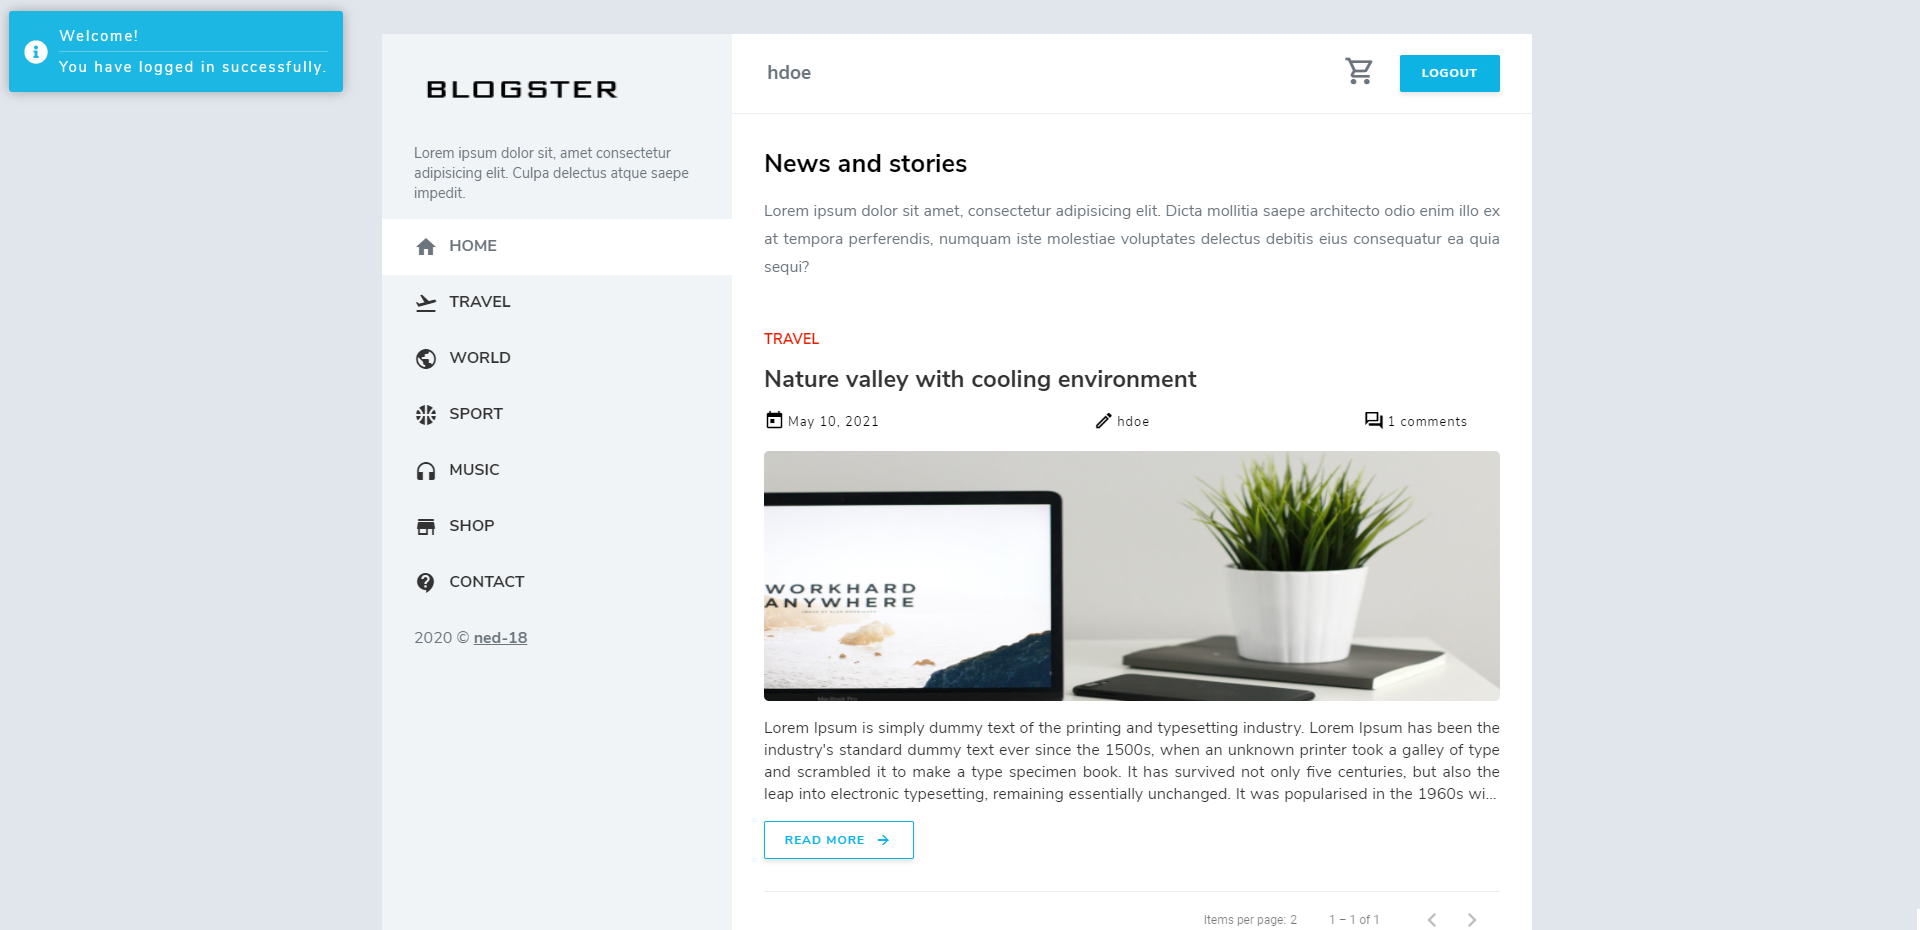 Welcome!
You have logged in successfully.
BLOGSTER
Lorem ipsum dolor sit, amet consectetur
adipisicing elit. Culpa delectus atque saepe
impedit.
HOME
TRAVEL
WORLD
SPORT
MUSIC
SHOP
CONTACT
2020 © ned-18
hdoe
LOGOUT
News and stories
Lorem ipsum dolor sit amet, consectetur adipisicing elit. Dicta mollitia saepe architecto odio enim illo ex
at tempora perferendis, numquam iste molestiae voluptates delectus debitis eius consequatur ea quia
sequi?
TRAVEL
Nature valley with cooling environment
May 10, 2021 hdoe 1 comments
WORKHARD
ANYWHERE
MacBook Pro
Lorem Ipsum is simply dummy text of the printing and typesetting industry. Lorem Ipsum has been the
industry's standard dummy text ever since the 1500s, when an unknown printer took a galley of type
and scrambled it to make a type specimen book. It has survived not only five centuries, but also the
leap into electronic typesetting, remaining essentially unchanged. It was popularised in the 1960s wi...
READ MORE
Items per page: 2 1 – 1 of 1